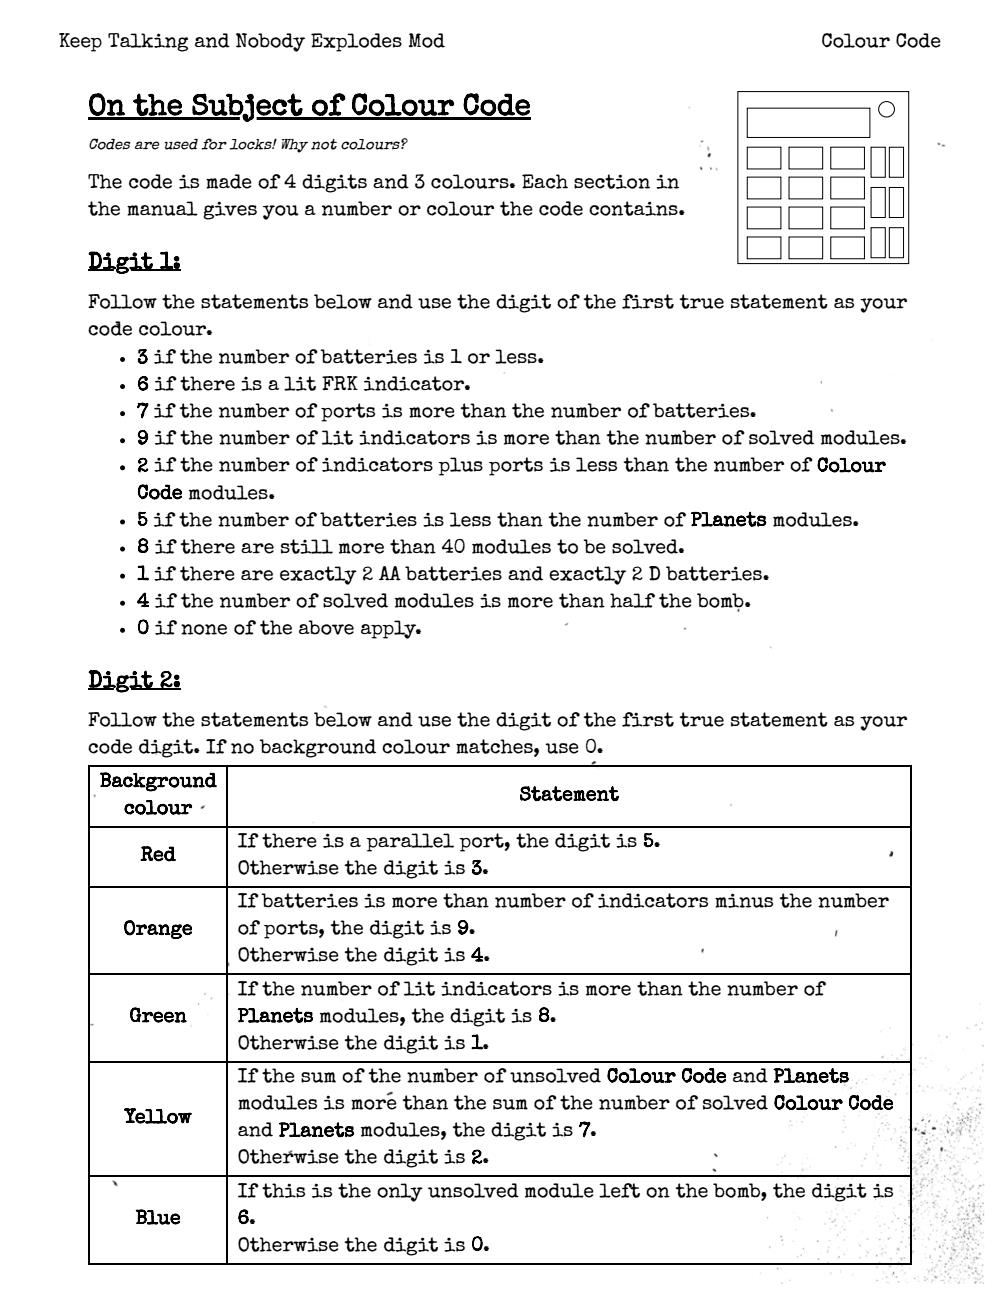 Keep Talking and Nobody Explodes Mod
Colour Code
On the Subject of Colour Code
Codes are used for locks! Why not colours?
The code is made of 4 digits and 3 colours. Each section in
the manual gives you a number or colour the code contains.
Digit 1:
Follow the statements below and use the digit of the first true statement as your
code colour.
• 3 if the number of batteries is 1 or less.
• 6 if there is a lit FRK indicator.
• 7 if the number of ports is more than the number of batteries.
• 9 if the number of lit indicators is more than the number of solved modules.
• 2 if the number of indicators plus ports is less than the number of Colour
Code modules.
• 5 if the number of batteries is less than the number of Planets modules.
• 8 if there are still more than 40 modules to be solved.
• 1 if there are exactly 2 AA batteries and exactly 2 D batteries.
• 4 if the number of solved modules is more than half the bomb.
• 0 if none of the above apply.
Digit 2:
Follow the statements below and use the digit of the first true statement as your
code digit. If no background colour matches, use 0.
Background
colour
Statement
Red
If there is a parallel port, the digit is 5.
Otherwise the digit is 3.
Orange
If batteries is more than number of indicators minus the number
of ports, the digit is 9.
Otherwise the digit is 4.
Green
If the number of lit indicators is more than the number of
Planets modules, the digit is 8.
Otherwise the digit is 1.
Yellow
If the sum of the number of unsolved Colour Code and Planets
modules is more than the sum of the number of solved Colour Code
and Planets modules, the digit is 7.
Otherwise the digit is 2.
Blue
If this is the only unsolved module left on the bomb, the digit is
6.
Otherwise the digit is 0.